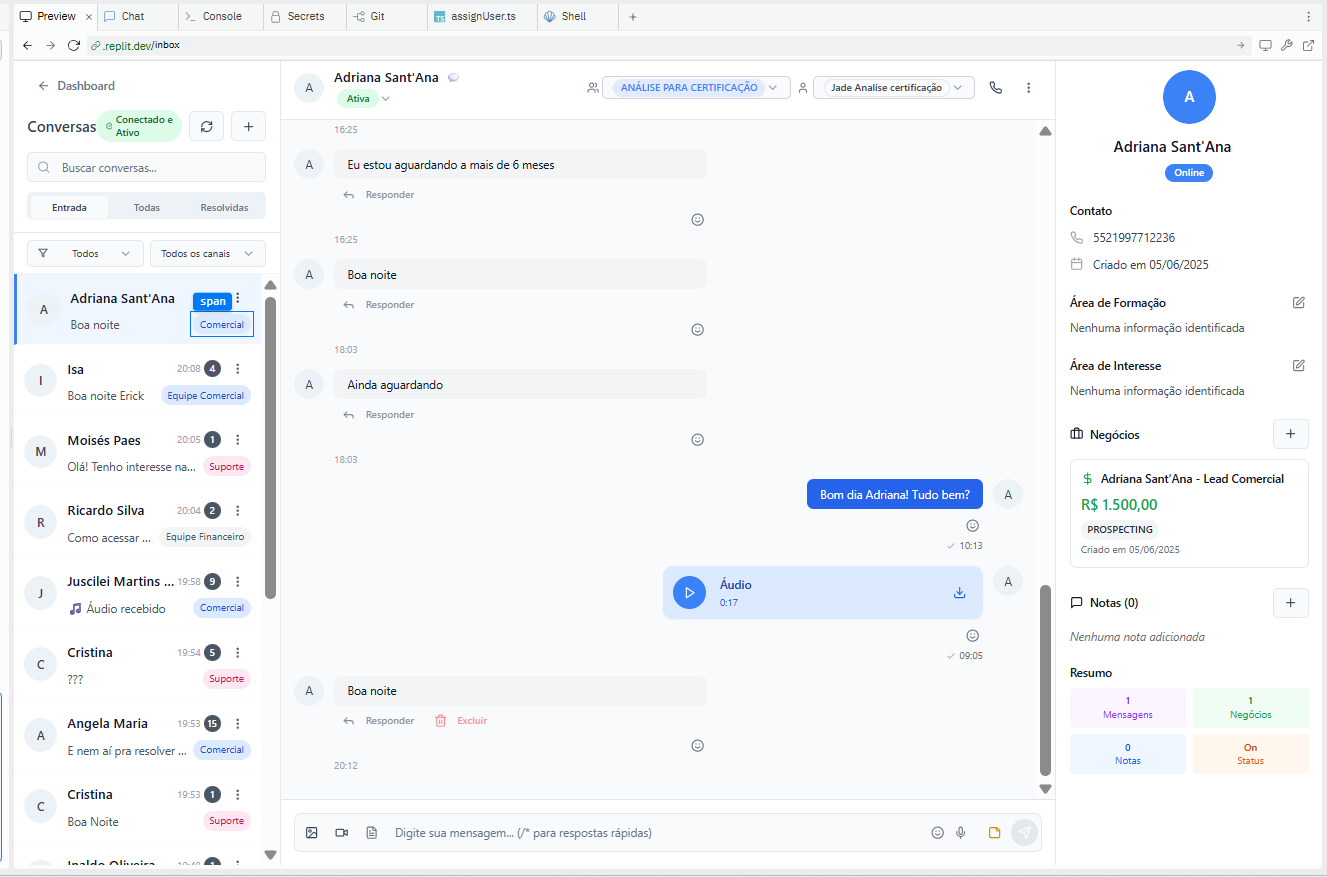 Preview
Chat
Console
Secrets
Git
TS assignUser.ts
Shell
.replit.dev/inbox
Dashboard
Conversas
Conectado e
Ativo
Buscar conversas...
Entrada
Todas
Resolvidas
Todos
Todos os canais
A
Adriana Sant'Ana
span
Boa noite
Comercial
I
Isa
20:08
4
Boa noite Erick
Equipe Comercial
M
Moisés Paes
20:05
1
Olá! Tenho interesse na...
Suporte
R
Ricardo Silva
20:04
2
Como acessar ...
Equipe Financeiro
J
Juscilei Martins ...
19:58
9
Áudio recebido
Comercial
C
Cristina
19:54
5
???
Suporte
A
Angela Maria
19:53
15
E nem aí pra resolver ...
Comercial
C
Cristina
19:53
1
Boa Noite
Suporte
Inaldo Oliveira
A
Adriana Sant'Ana
Ativa
ANÁLISE PARA CERTIFICAÇÃO
Jade Analise certificação
16:25
A
Eu estou aguardando a mais de 6 meses
Responder
16:25
A
Boa noite
Responder
18:03
A
Ainda aguardando
Responder
18:03
Bom dia Adriana! Tudo bem?
A
10:13
Áudio
0:17
A
09:05
A
Boa noite
Responder
Excluir
20:12
Digite sua mensagem... (/* para respostas rápidas)
A
Adriana Sant'Ana
Online
Contato
5521997712236
Criado em 05/06/2025
Área de Formação
Nenhuma informação identificada
Área de Interesse
Nenhuma informação identificada
Negócios
$ Adriana Sant'Ana - Lead Comercial
R$ 1.500,00
PROSPECTING
Criado em 05/06/2025
Notas (0)
Nenhuma nota adicionada
Resumo
1
Mensagens
1
Negócios
0
Notas
On
Status